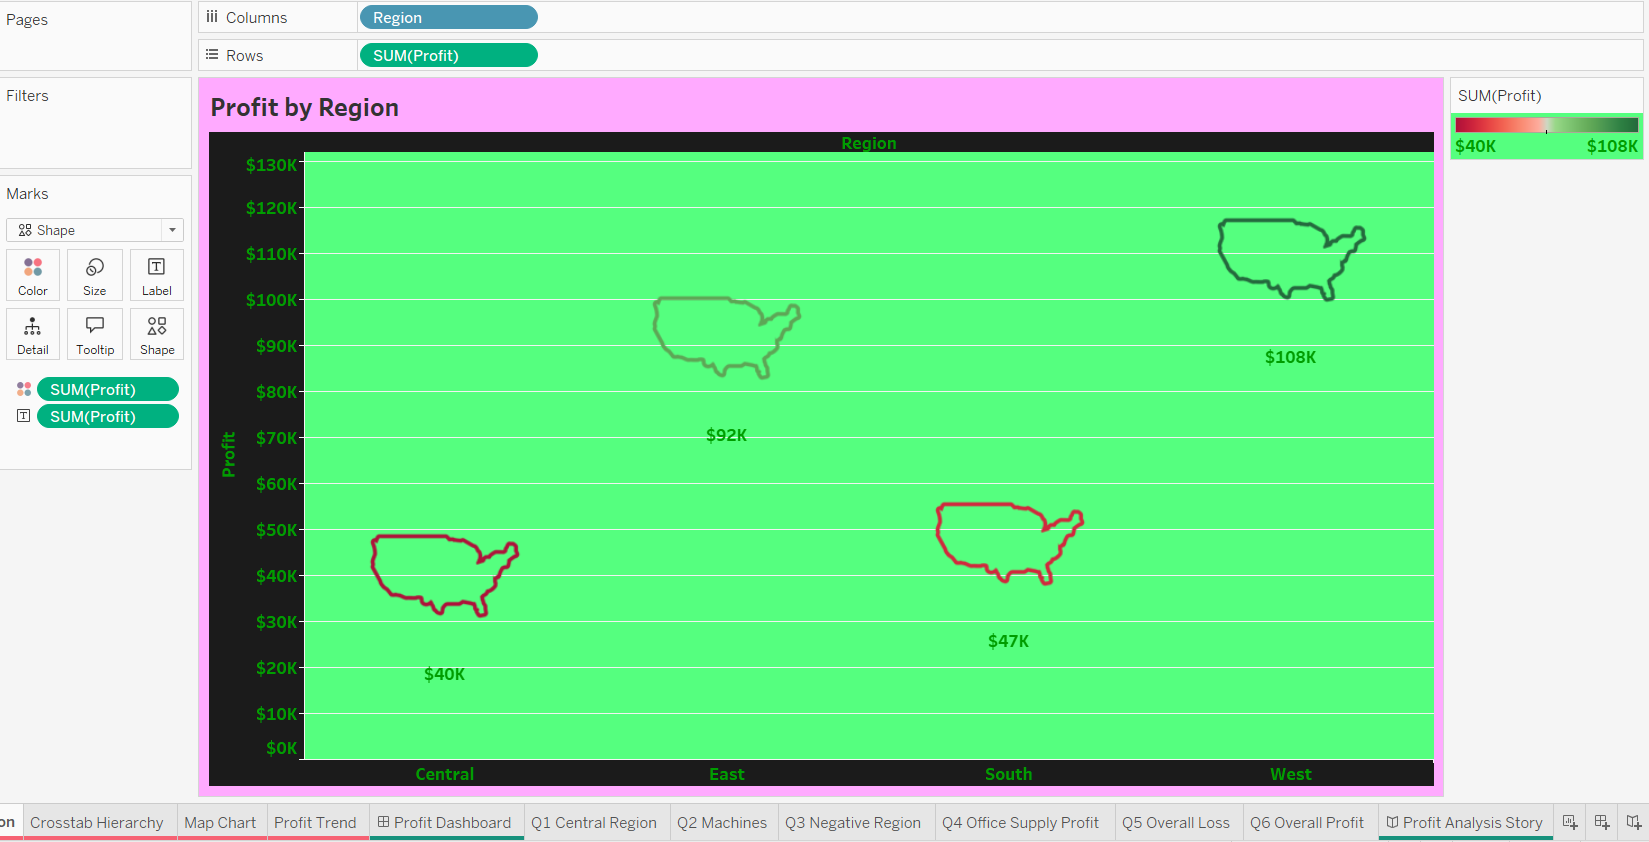 Pages
Columns
Region
Rows
SUM(Profit)
Filters
Marks
Shape
Color
Size
Label
Detail
Tooltip
Shape
SUM(Profit)
SUM(Profit)
Profit by Region
Region
Profit
$130K
$120K
$110K
$100K
$90K
$80K
$70K
$60K
$50K
$40K
$30K
$20K
$10K
$0K
$40K
$92K
$47K
$108K
Central East South West
SUM(Profit)
$40K $108K
on Crosstab Hierarchy Map Chart Profit Trend Profit Dashboard Q1 Central Region Q2 Machines Q3 Negative Region Q4 Office Supply Profit Q5 Overall Loss Q6 Overall Profit Profit Analysis Story